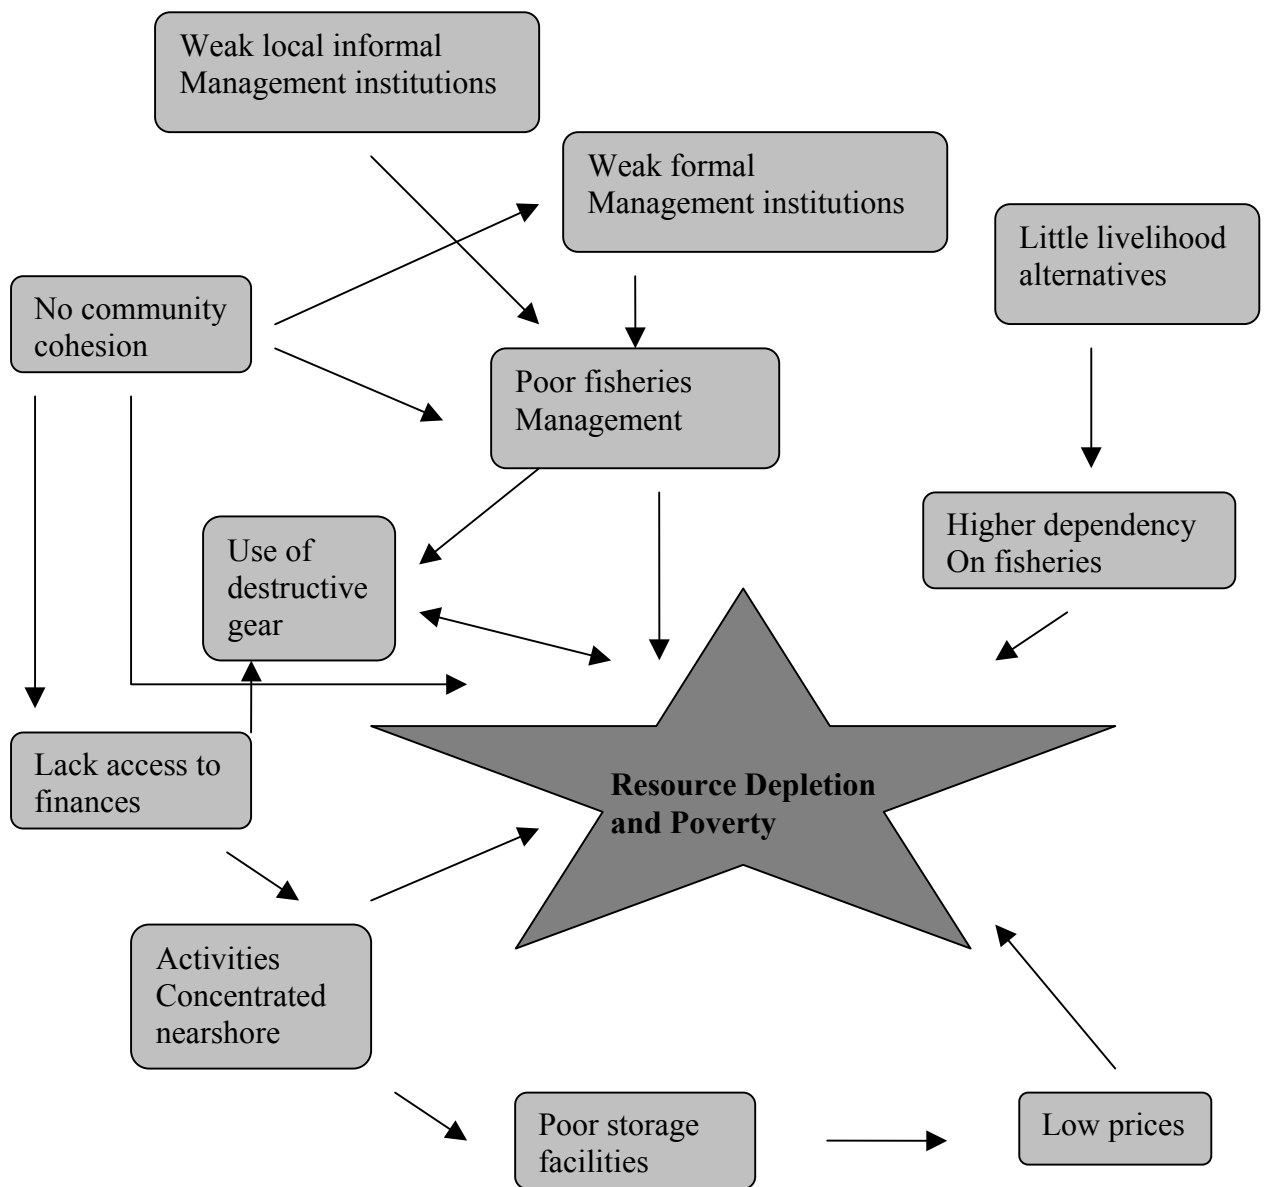 Weak local informal
Management institutions
Weak formal
Management institutions
Little livelihood
alternatives
No community
cohesion
Poor fisheries
Management
Higher dependency
On fisheries
Use of
destructive
gear
Lack access to
finances
Resource Depletion
and Poverty
Activities
Concentrated
nearshore
Poor storage
facilities
Low prices